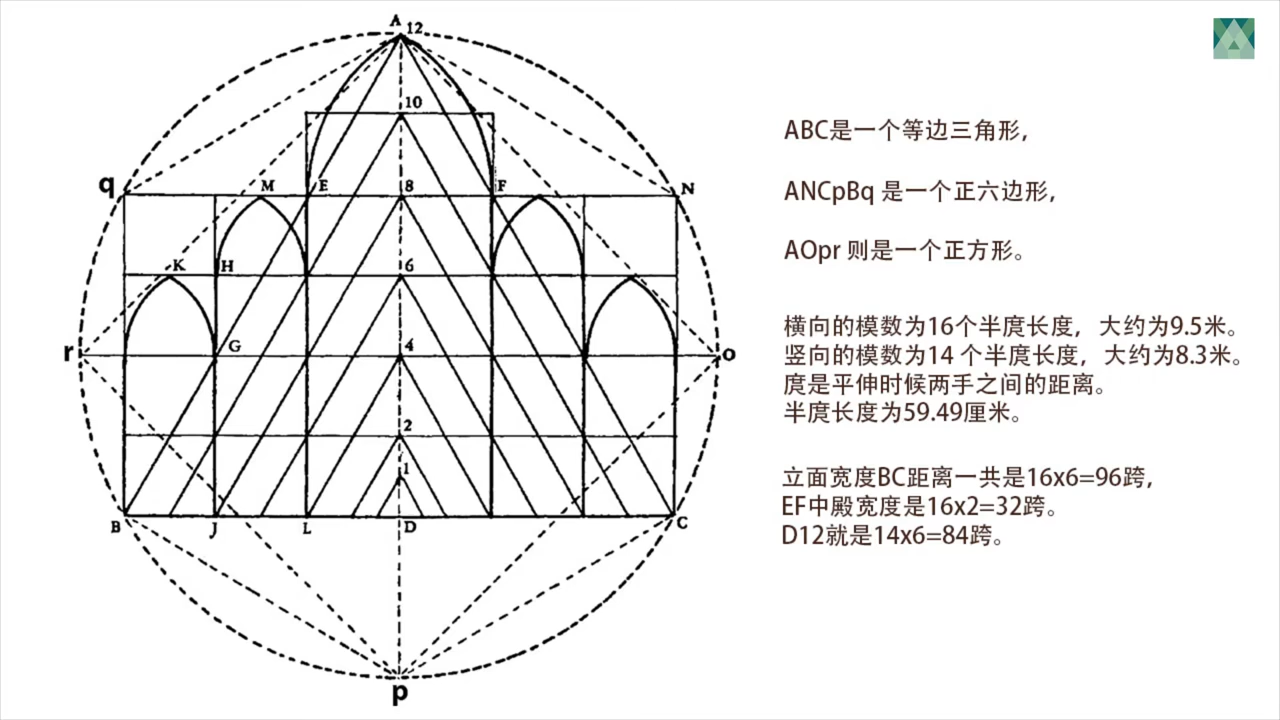 A
12
10
q
M
E
8
F
N
K
H
6
r
G
4
o
2
1
B
J
L
D
C
p
ABC是一个等边三角形,
ANCpBq 是一个正六边形,
AOpr 则是一个正方形。
横向的模数为16个半度长度，大约为9.5米。
竖向的模数为14 个半度长度，大约为8.3米。
度是平伸时候两手之间的距离。
半度长度为59.49厘米。
立面宽度BC距离一共是16x6=96跨,
EF中殿宽度是16x2=32跨。
D12就是14x6=84跨。